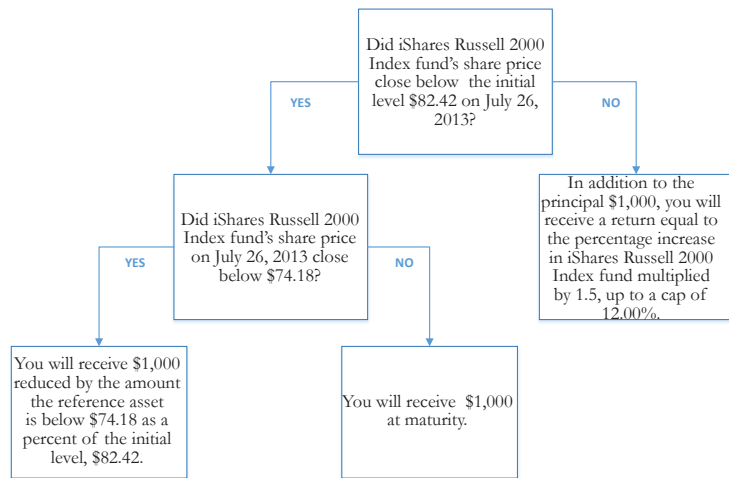 Did iShares Russell 2000
Index fund's share price
close below the initial
level $82.42 on July 26,
2013?
YES
NO
Did iShares Russell 2000
Index fund's share price
on July 26, 2013 close
below $74.18?
In addition to the
principal $1,000, you will
receive a return equal to
the percentage increase
in iShares Russell 2000
Index fund multiplied
by 1.5, up to a cap of
12.00%.
YES
NO
You will receive $1,000
reduced by the amount
the reference asset
is below $74.18 as a
percent of the initial
level, $82.42.
You will receive $1,000
at maturity.